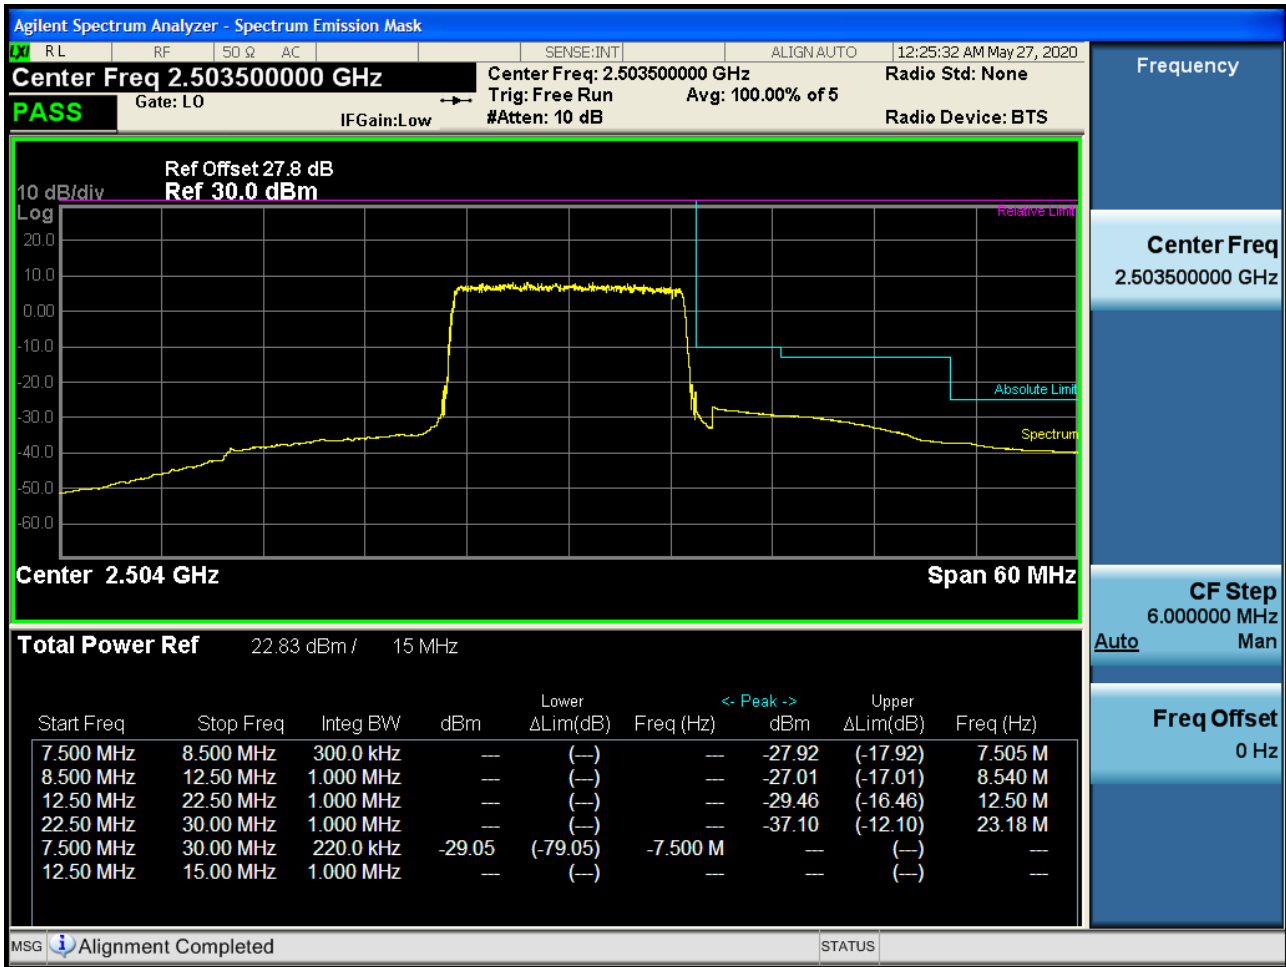 Agilent Spectrum Analyzer - Spectrum Emission Mask
LXI RL RF 50 Ω AC SENSE:INT ALIGN AUTO 12:25:32 AM May 27, 2020
Center Freq 2.503500000 GHz
PASS
Gate: LO
IFGain:Low
Center Freq: 2.503500000 GHz
Trig: Free Run Avg: 100.00% of 5
#Atten: 10 dB
Radio Std: None
Radio Device: BTS
Ref Offset 27.8 dB
10 dB/div Ref 30.0 dBm
Log
Relative Limit
20.0
10.0
0.00
-10.0
-20.0
Absolute Limit
-30.0
Spectrum
-40.0
-50.0
-60.0
Center 2.504 GHz Span 60 MHz
Total Power Ref 22.83 dBm / 15 MHz
Lower <- Peak -> Upper
Start Freq Stop Freq Integ BW dBm ΔLim(dB) Freq (Hz) dBm ΔLim(dB) Freq (Hz)
7.500 MHz 8.500 MHz 300.0 kHz --- (---) --- -27.92 (-17.92) 7.505 M
8.500 MHz 12.50 MHz 1.000 MHz --- (---) --- -27.01 (-17.01) 8.540 M
12.50 MHz 22.50 MHz 1.000 MHz --- (---) --- -29.46 (-16.46) 12.50 M
22.50 MHz 30.00 MHz 1.000 MHz --- (---) --- -37.10 (-12.10) 23.18 M
7.500 MHz 30.00 MHz 220.0 kHz -29.05 (-79.05) -7.500 M --- (---) ---
12.50 MHz 15.00 MHz 1.000 MHz --- (---) --- --- (---) ---
MSG Alignment Completed STATUS
Frequency
Center Freq
2.503500000 GHz
CF Step
6.000000 MHz
Auto Man
Freq Offset
0 Hz